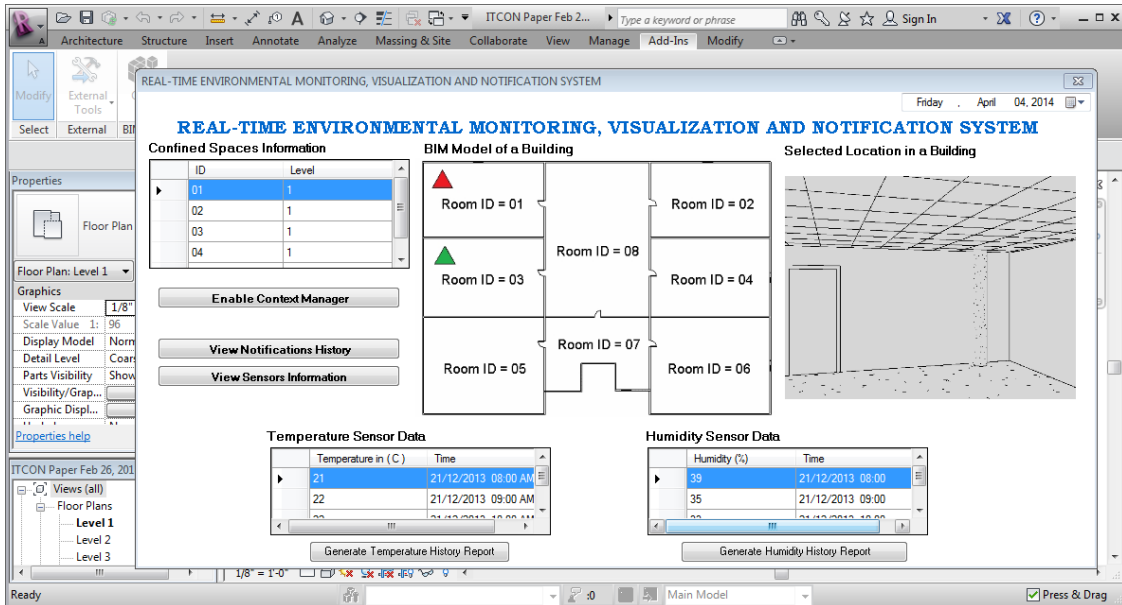 ITCON Paper Feb 2...
Type a keyword or phrase
Sign In
Architecture Structure Insert Annotate Analyze Massing & Site Collaborate View Manage Add-Ins Modify
Modify
External
Tools
Select External
REAL-TIME ENVIRONMENTAL MONITORING, VISUALIZATION AND NOTIFICATION SYSTEM
Friday , April 04, 2014
REAL-TIME ENVIRONMENTAL MONITORING, VISUALIZATION AND NOTIFICATION SYSTEM
Confined Spaces Information
ID Level
01 1
02 1
03 1
04 1
Enable Context Manager
View Notifications History
View Sensors Information
BIM Model of a Building
Room ID = 01
Room ID = 02
Room ID = 08
Room ID = 03
Room ID = 04
Room ID = 07
Room ID = 05
Room ID = 06
Selected Location in a Building
Temperature Sensor Data
Temperature in ( C ) Time
21 21/12/2013 08:00 AM
22 21/12/2013 09:00 AM
Generate Temperature History Report
Humidity Sensor Data
Humidity (%) Time
39 21/12/2013 08:00
35 21/12/2013 09:00
Generate Humidity History Report
Properties
Floor Plan
Floor Plan: Level 1
Graphics
View Scale 1/8"
Scale Value 1: 96
Display Model Norm
Detail Level Coars
Parts Visibility Show
Visibility/Grap...
Graphic Displ...
Properties help
ITCON Paper Feb 26, 201
Views (all)
Floor Plans
Level 1
Level 2
Level 3
1/8" = 1'-0"
Ready
:0
Main Model
Press & Drag